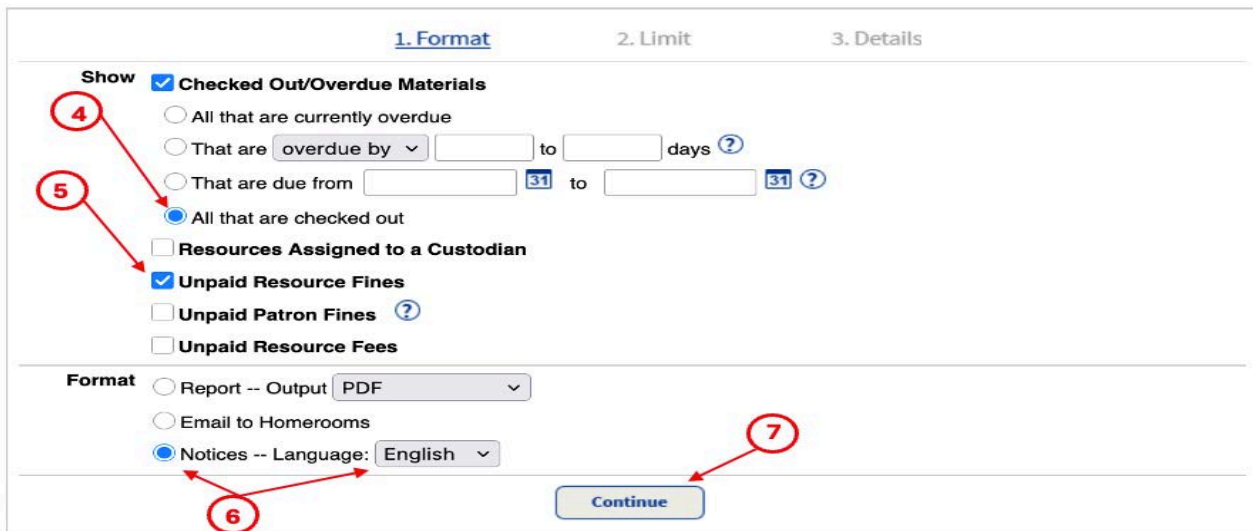 1. Format 2. Limit 3. Details
Show Checked Out/Overdue Materials
4
All that are currently overdue
That are overdue by to days ?
5
That are due from 31 to 31 ?
All that are checked out
Resources Assigned to a Custodian
Unpaid Resource Fines
Unpaid Patron Fines ?
Unpaid Resource Fees
Format Report -- Output PDF
Email to Homerooms
7
Notices -- Language: English
6
Continue